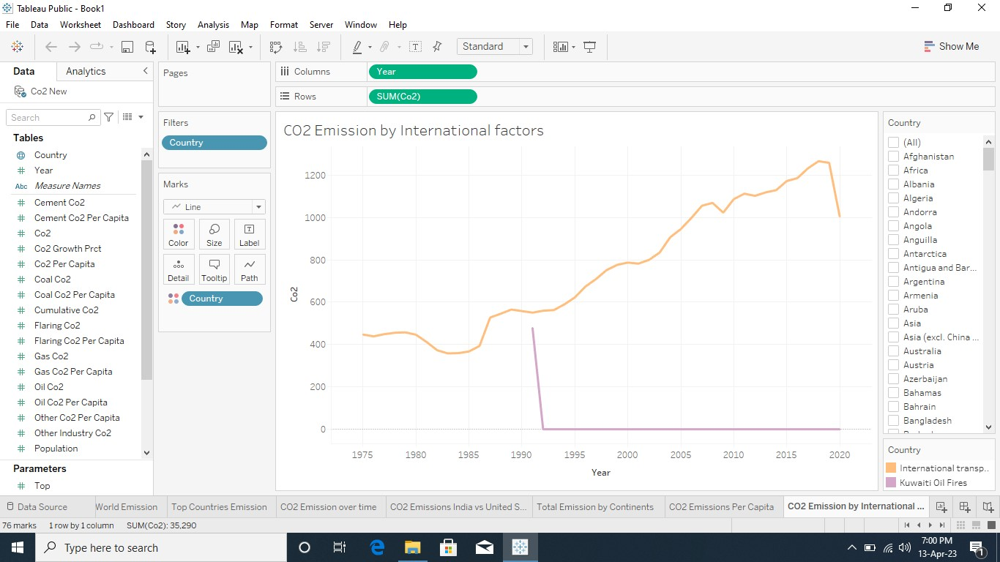 Tableau Public - Book1
File Data Worksheet Dashboard Story Analysis Map Format Server Window Help
Standard
Show Me
Data Analytics
Co2 New
Search
Tables
Country
Year
Abc Measure Names
Cement Co2
Cement Co2 Per Capita
Co2
Co2 Growth Prct
Co2 Per Capita
Coal Co2
Coal Co2 Per Capita
Cumulative Co2
Flaring Co2
Flaring Co2 Per Capita
Gas Co2
Gas Co2 Per Capita
Oil Co2
Oil Co2 Per Capita
Other Co2 Per Capita
Other Industry Co2
Population
Parameters
Top
Pages
Filters
Country
Marks
Line
Color Size Label
Detail Tooltip Path
Country
Columns Year
Rows SUM(Co2)
CO2 Emission by International factors
1200
1000
800
600
400
200
0
Co2
1975 1980 1985 1990 1995 2000 2005 2010 2015 2020
Year
Country
(All)
Afghanistan
Africa
Albania
Algeria
Andorra
Angola
Anguilla
Antarctica
Antigua and Bar...
Argentina
Armenia
Aruba
Asia
Asia (excl. China ...
Australia
Austria
Azerbaijan
Bahamas
Bahrain
Bangladesh
Country
International transp..
Kuwaiti Oil Fires
Data Source World Emission Top Countries Emission CO2 Emission over time CO2 Emissions India vs United S... Total Emission by Continents CO2 Emissions Per Capita CO2 Emission by International ...
76 marks 1 row by 1 column SUM(Co2): 35,290
Type here to search
7:00 PM
13-Apr-23
1